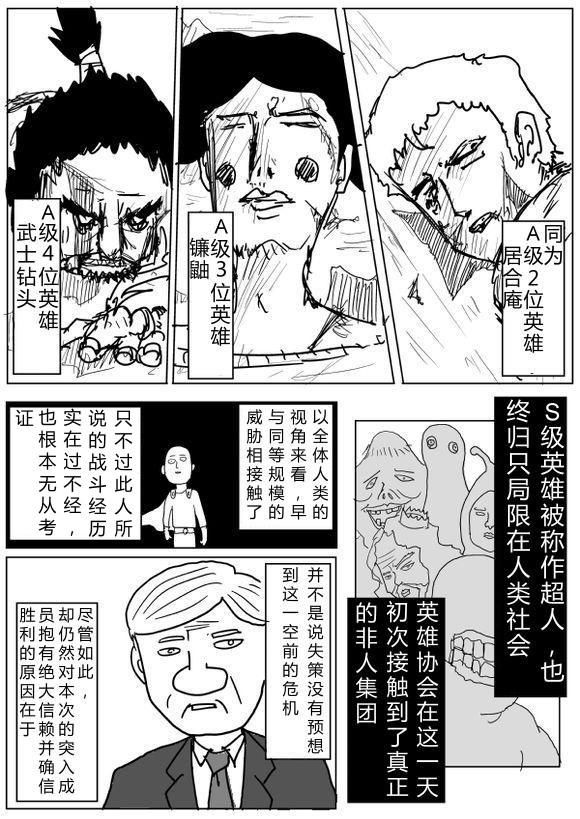 同为
A级2位英雄
居合庵
A级3位英雄
镰鼬
A级4位英雄
武士钻头
S级英雄被称作超人,也
终归只局限在人类社会
英雄协会在这一天
初次接触到了真正
的非人集团
以全体人类的
视角来看,早
与同等规模的
威胁相接触了
只不过此人所
说的战斗经历
实在过不经,
也根本无从考
证
并不是说失策没有预想
到这一空前的危机
尽管如此,
却仍然对本次的突入成
员抱有绝大信赖并确信
胜利的原因在于